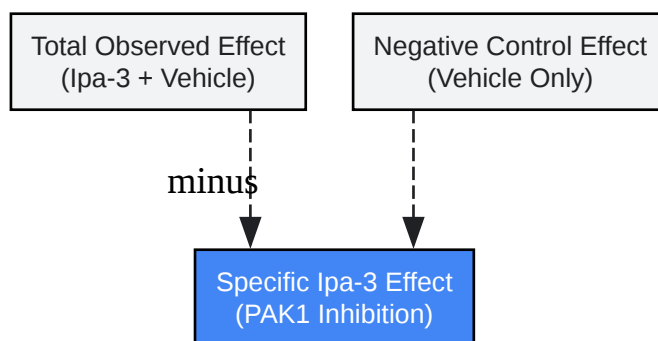 Total Observed Effect
(Ipa-3 + Vehicle)
Negative Control Effect
(Vehicle Only)
minus
Specific Ipa-3 Effect
(PAK1 Inhibition)